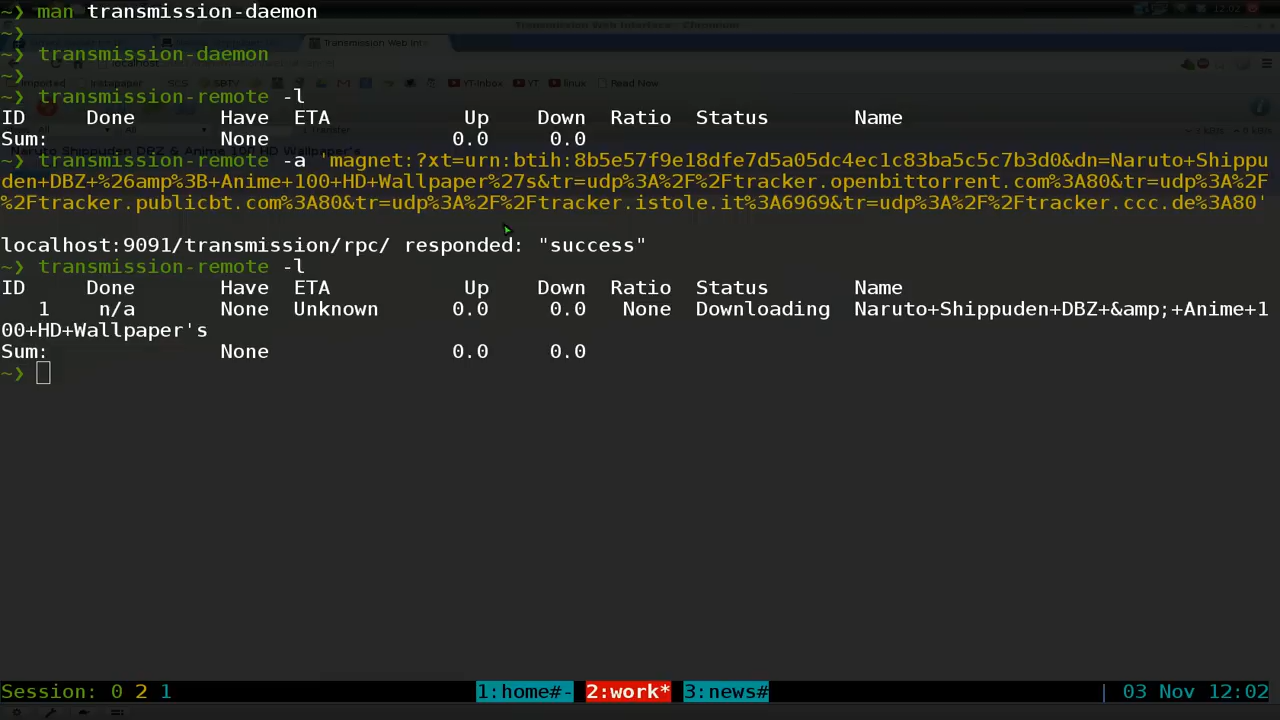 ~❯ man transmission-daemon
~❯
~❯ transmission-daemon
~❯
~❯ transmission-remote -l
ID Done Have ETA Up Down Ratio Status Name
Sum: None 0.0 0.0
~❯ transmission-remote -a 'magnet:?xt=urn:btih:8b5e57f9e18dfe7d5a05dc4ec1c83ba5c5c7b3d0&dn=Naruto+Shippu
den+DBZ+%26amp%3B+Anime+100+HD+Wallpaper%27s&tr=udp%3A%2F%2Ftracker.openbittorrent.com%3A80&tr=udp%3A%2F
%2Ftracker.publicbt.com%3A80&tr=udp%3A%2F%2Ftracker.istole.it%3A6969&tr=udp%3A%2F%2Ftracker.ccc.de%3A80'
localhost:9091/transmission/rpc/ responded: "success"
~❯ transmission-remote -l
ID Done Have ETA Up Down Ratio Status Name
1 n/a None Unknown 0.0 0.0 None Downloading Naruto+Shippuden+DBZ+&amp;+Anime+1
00+HD+Wallpaper's
Sum: None 0.0 0.0
~❯
Session: 0 2 1 1:home#- 2:work* 3:news# | 03 Nov 12:02